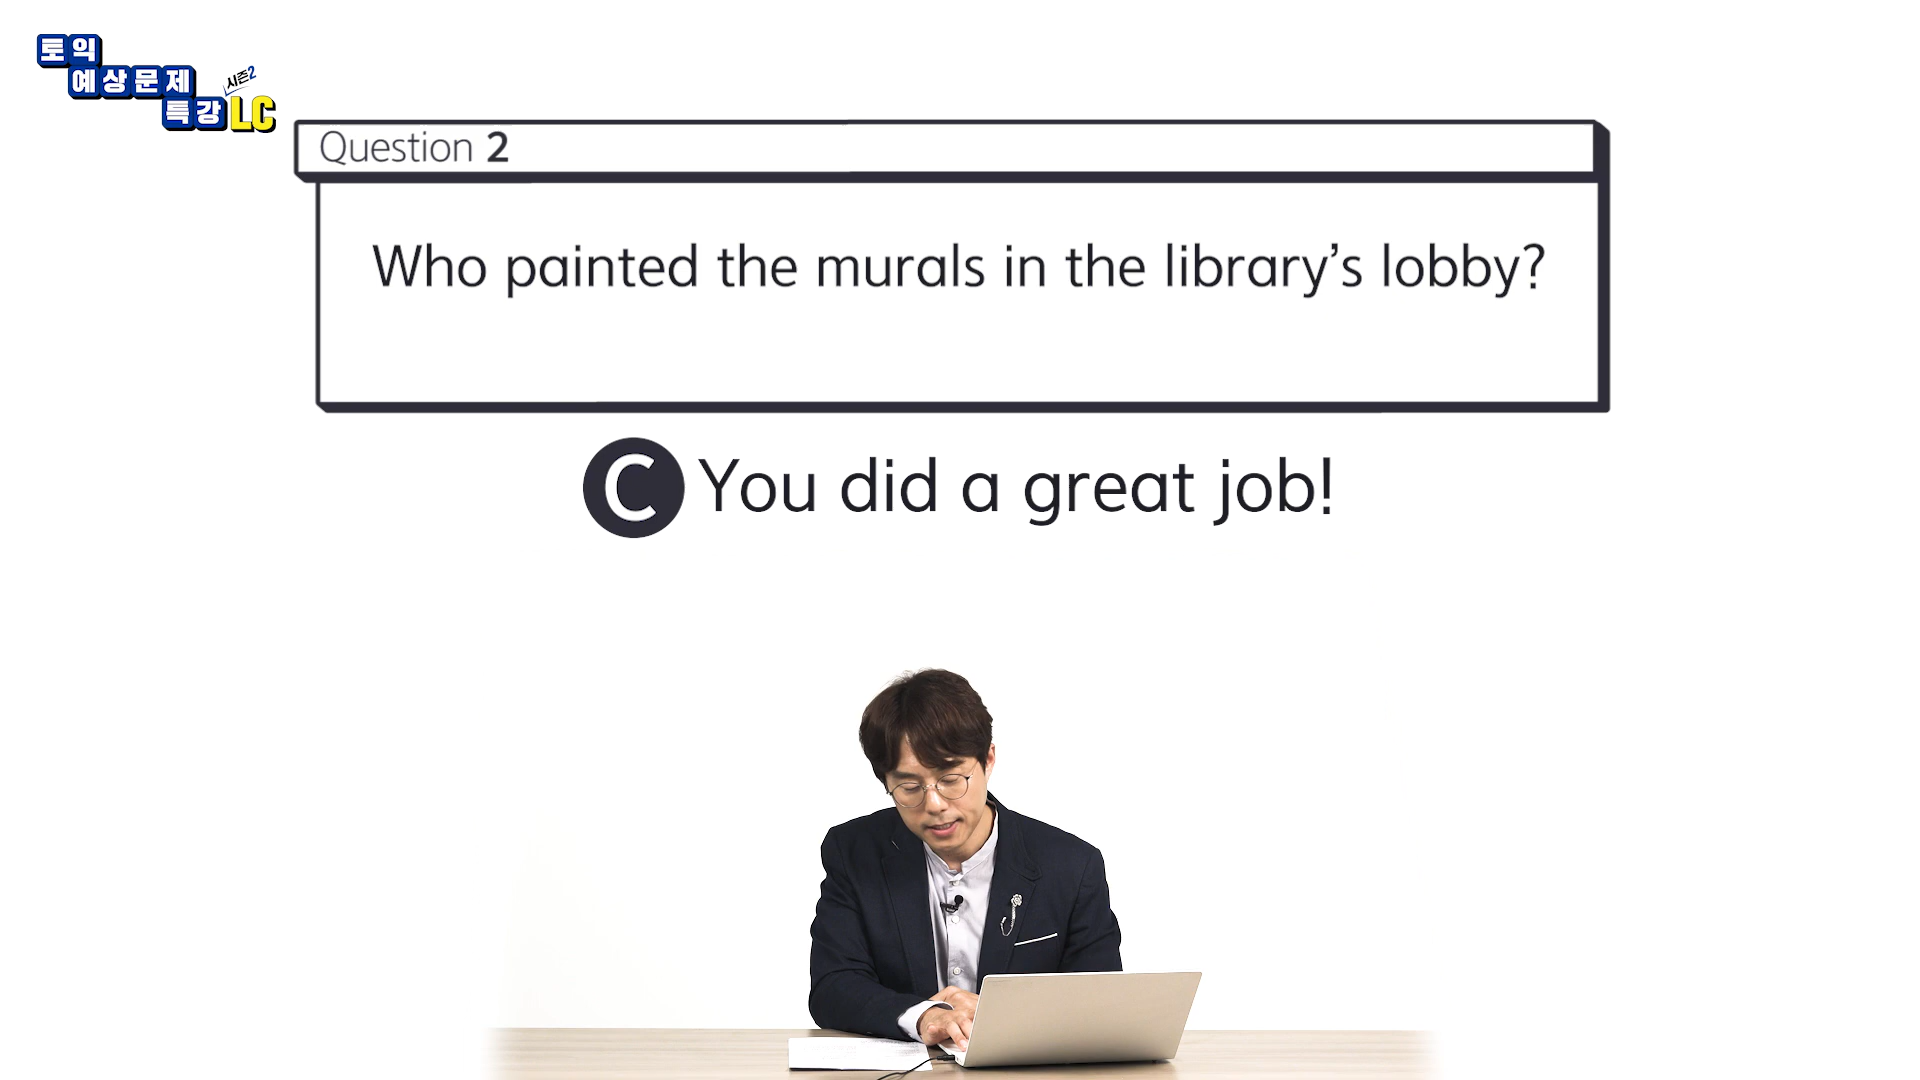 토익
예상문제
특강 LC
시즌2
Question 2
Who painted the murals in the library's lobby?
C You did a great job!